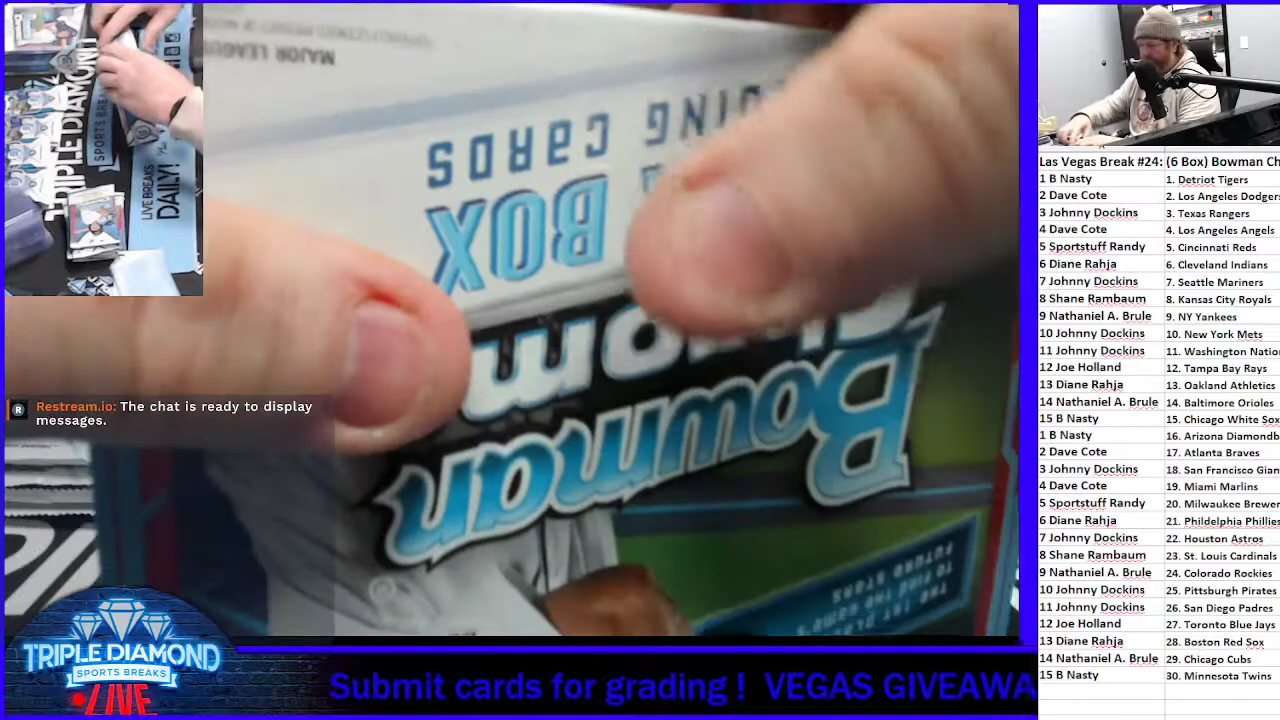 MAJOR LEAGUE
CARDS
BOX
Bowman
TRIPLE DIAMOND
SPORTS BREA
LIVE BREAKS
DAILY!
Restream.io: The chat is ready to display
messages.
TRIPLE DIAMOND
SPORTS BREAKS
LIVE
Submit cards for grading VEGAS GIVEAWA
Las Vegas Break #24: (6 Box) Bowman Ch
1 B Nasty 1. Detriot Tigers
2 Dave Cote 2. Los Angeles Dodger
3 Johnny Dockins 3. Texas Rangers
4 Dave Cote 4. Los Angeles Angels
5 Sportstuff Randy 5. Cincinnati Reds
6 Diane Rahja 6. Cleveland Indians
7 Johnny Dockins 7. Seattle Mariners
8 Shane Rambaum 8. Kansas City Royals
9 Nathaniel A. Brule 9. NY Yankees
10 Johnny Dockins 10. New York Mets
11 Johnny Dockins 11. Washington Natio
12 Joe Holland 12. Tampa Bay Rays
13 Diane Rahja 13. Oakland Athletics
14 Nathaniel A. Brule 14. Baltimore Orioles
15 B Nasty 15. Chicago White Sox
1 B Nasty 16. Arizona Diamondb
2 Dave Cote 17. Atlanta Braves
3 Johnny Dockins 18. San Francisco Gian
4 Dave Cote 19. Miami Marlins
5 Sportstuff Randy 20. Milwaukee Brewer
6 Diane Rahja 21. Phildelphia Phillies
7 Johnny Dockins 22. Houston Astros
8 Shane Rambaum 23. St. Louis Cardinals
9 Nathaniel A. Brule 24. Colorado Rockies
10 Johnny Dockins 25. Pittsburgh Pirates
11 Johnny Dockins 26. San Diego Padres
12 Joe Holland 27. Toronto Blue Jays
13 Diane Rahja 28. Boston Red Sox
14 Nathaniel A. Brule 29. Chicago Cubs
15 B Nasty 30. Minnesota Twins